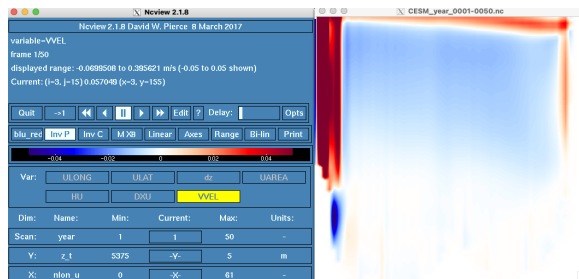 Ncview 2.1.8
Ncview 2.1.8 David W. Pierce 8 March 2017
variable=VVEL
frame 1/50
displayed range: -0.0699508 to 0.395621 m/s (-0.05 to 0.05 shown)
Current: (i=3, j=15) 0.057049 (x=3, y=155)
Quit ->1 Edit ? Delay: Opts
blu_red Inv P Inv C M X8 Linear Axes Range Bi-lin Print
-0.04 -0.02 0 0.02 0.04
Var: ULONG ULAT dz UAREA
HU DXU VVEL
Dim: Name: Min: Current: Max: Units:
Scan: year 1 1 50 -
Y: z_t 5375 -Y- 5 m
X: nlon_u 0 -X- 61 -
CESM_year_0001-0050.nc